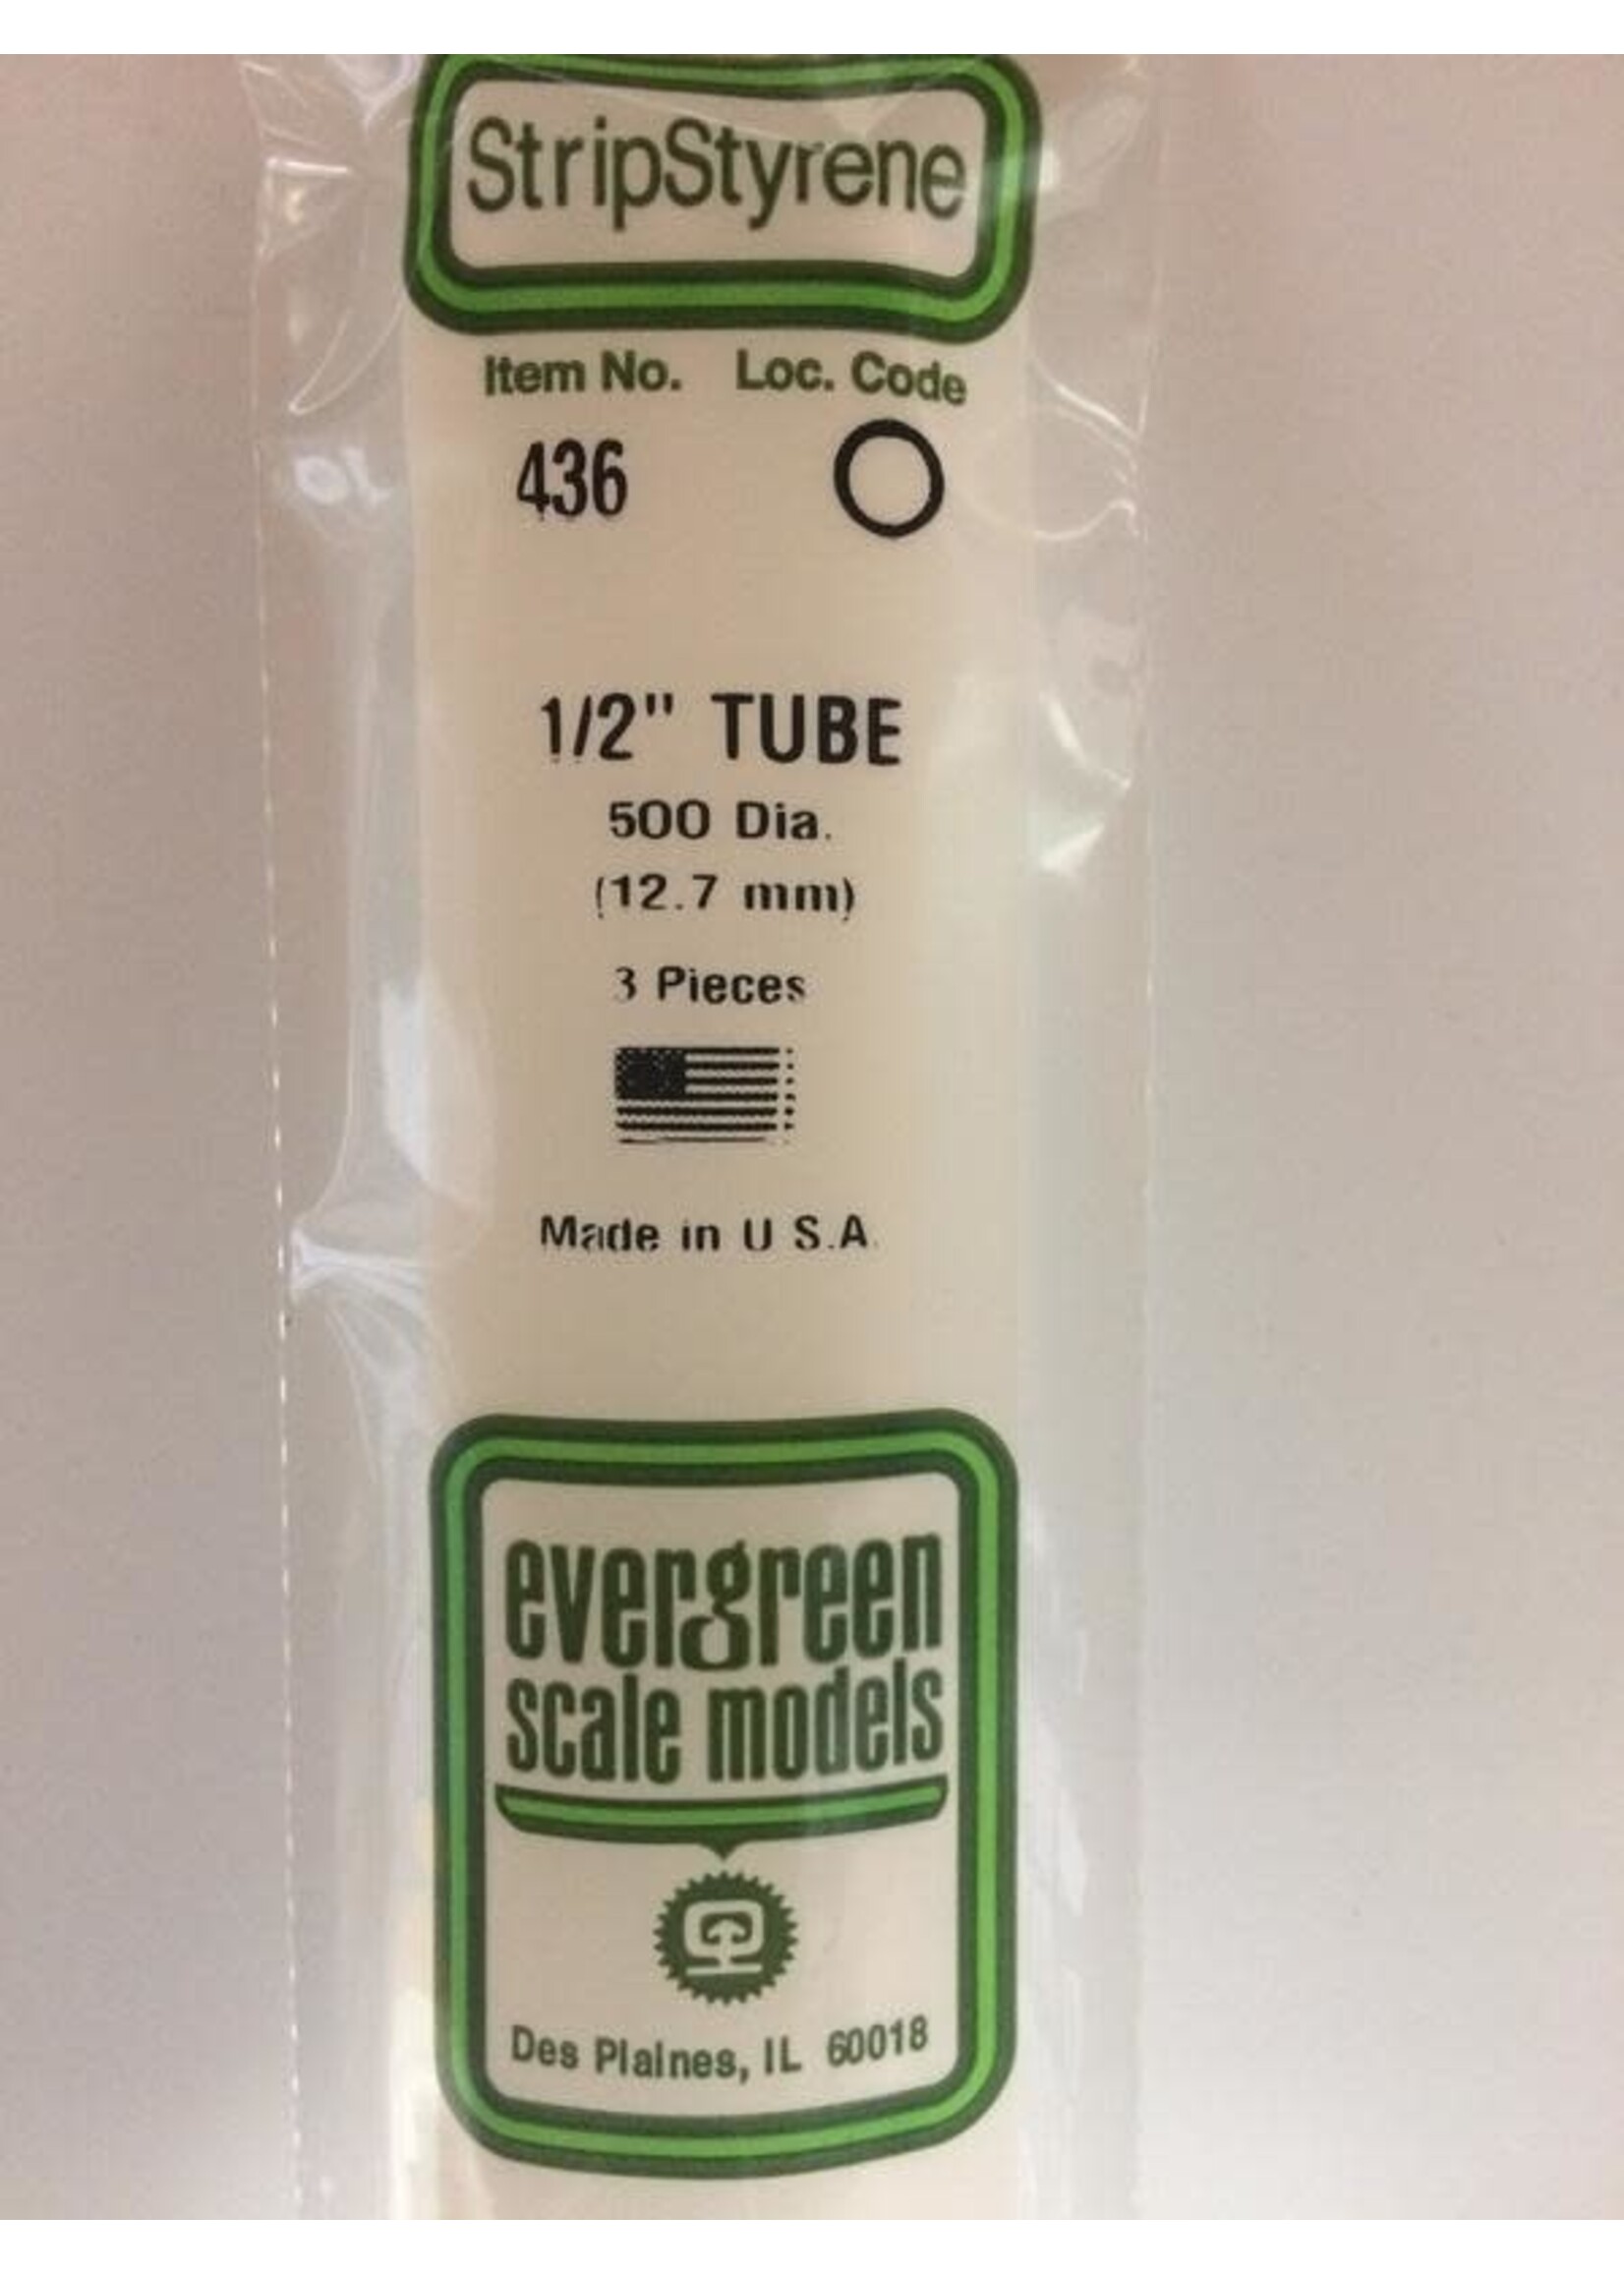 StripStyrene
Item No. Loc. Code
436
1/2" TUBE
500 Dia.
(12.7 mm)
3 Pieces
Made in U S.A.
evergreen
scale models
Des Plaines, IL 60018